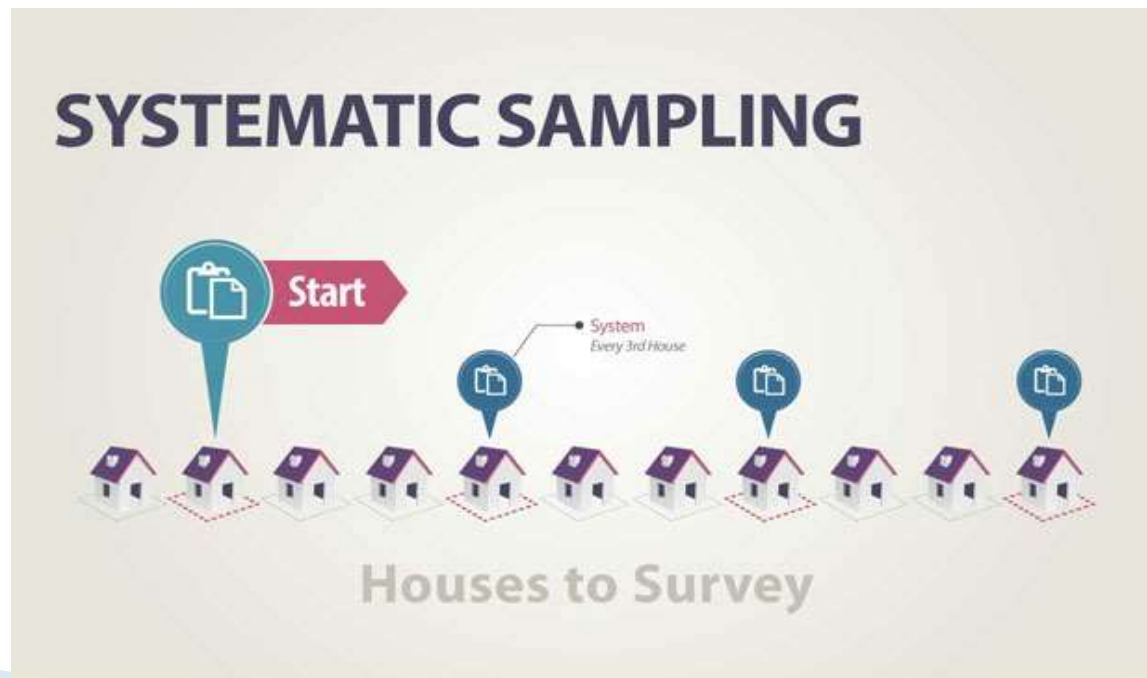 SYSTEMATIC SAMPLING
Start
System
Every 3rd House
Houses to Survey